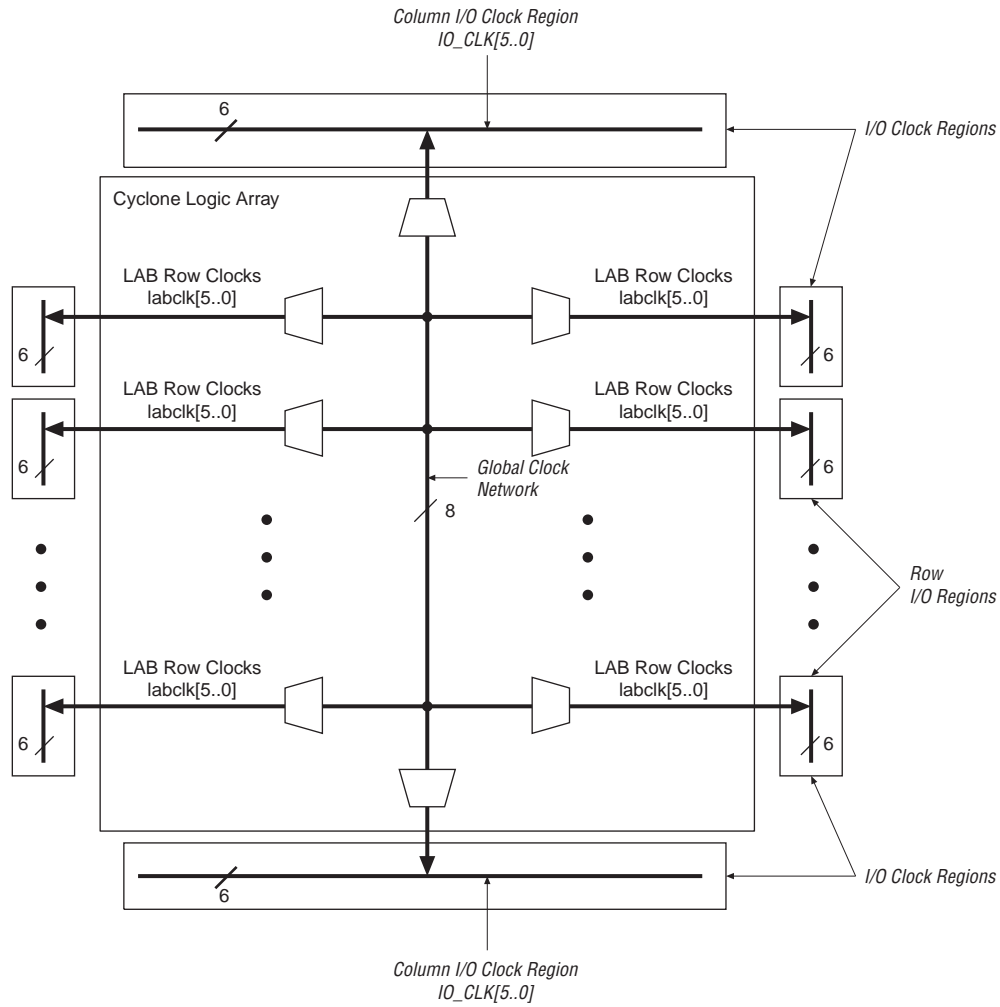 Column I/O Clock Region
IO_CLK[5..0]
6
I/O Clock Regions
Cyclone Logic Array
LAB Row Clocks
labclk[5..0]
LAB Row Clocks
labclk[5..0]
6
6
LAB Row Clocks
labclk[5..0]
LAB Row Clocks
labclk[5..0]
6
6
Global Clock
Network
8
Row
I/O Regions
LAB Row Clocks
labclk[5..0]
LAB Row Clocks
labclk[5..0]
6
6
I/O Clock Regions
6
Column I/O Clock Region
IO_CLK[5..0]